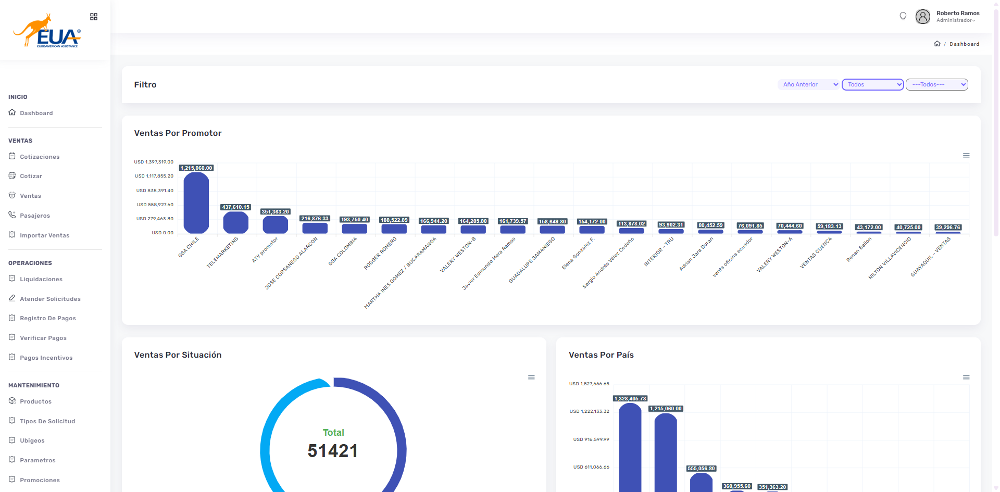 EUA®
EUROAMERICAN ASSISTANCE
Roberto Ramos
Administrador
/ Dashboard
INICIO
Dashboard
VENTAS
Cotizaciones
Cotizar
Ventas
Pasajeros
Importar Ventas
OPERACIONES
Liquidaciones
Atender Solicitudes
Registro De Pagos
Verificar Pagos
Pagos Incentivos
MANTENIMIENTO
Productos
Tipos De Solicitud
Ubigeos
Parametros
Promociones
Filtro
Año Anterior
Todos
---Todos---
Ventas Por Promotor
USD 1,397,319.00
USD 1,117,855.20
USD 838,391.40
USD 558,927.60
USD 279,463.80
USD 0.00
1,215,060.00
437,610.15
351,363.20
216,876.33
193,750.40
188,522.89
166,944.20
164,285.80
161,739.57
158,649.80
154,172.00
113,878.02
93,902.31
80,452.59
76,091.85
70,444.60
59,183.13
43,172.00
40,725.00
39,296.76
GSA CHILE
TELEMARKETING
ATV promotor
JOSE CORSANEGO ALARCON
GSA COLOMBIA
ROGGER ROMERO
MARTHA INES GOMEZ / BUCARAMANGA
VALERY WESTON-B
Javier Edmundo Mera Ramos
GUADALUPE SAMANIEGO
Elena Gonzalez F.
Sergio Andrés Vélez Cedeño
INTERIOR - TRU
Adrian Jara Duran
venta oficina ecuador
VALERY WESTON-A
VENTAS CUENCA
Renan Ballon
NILTON VILLAVICENCIO
GUAYAQUIL - VENTAS
Ventas Por Situación
Total
51421
Ventas Por País
USD 1,527,666.65
USD 1,222,133.32
USD 916,599.99
USD 611,066.66
1,328,405.78
1,215,060.00
555,056.80
360,955.60
351,363.20